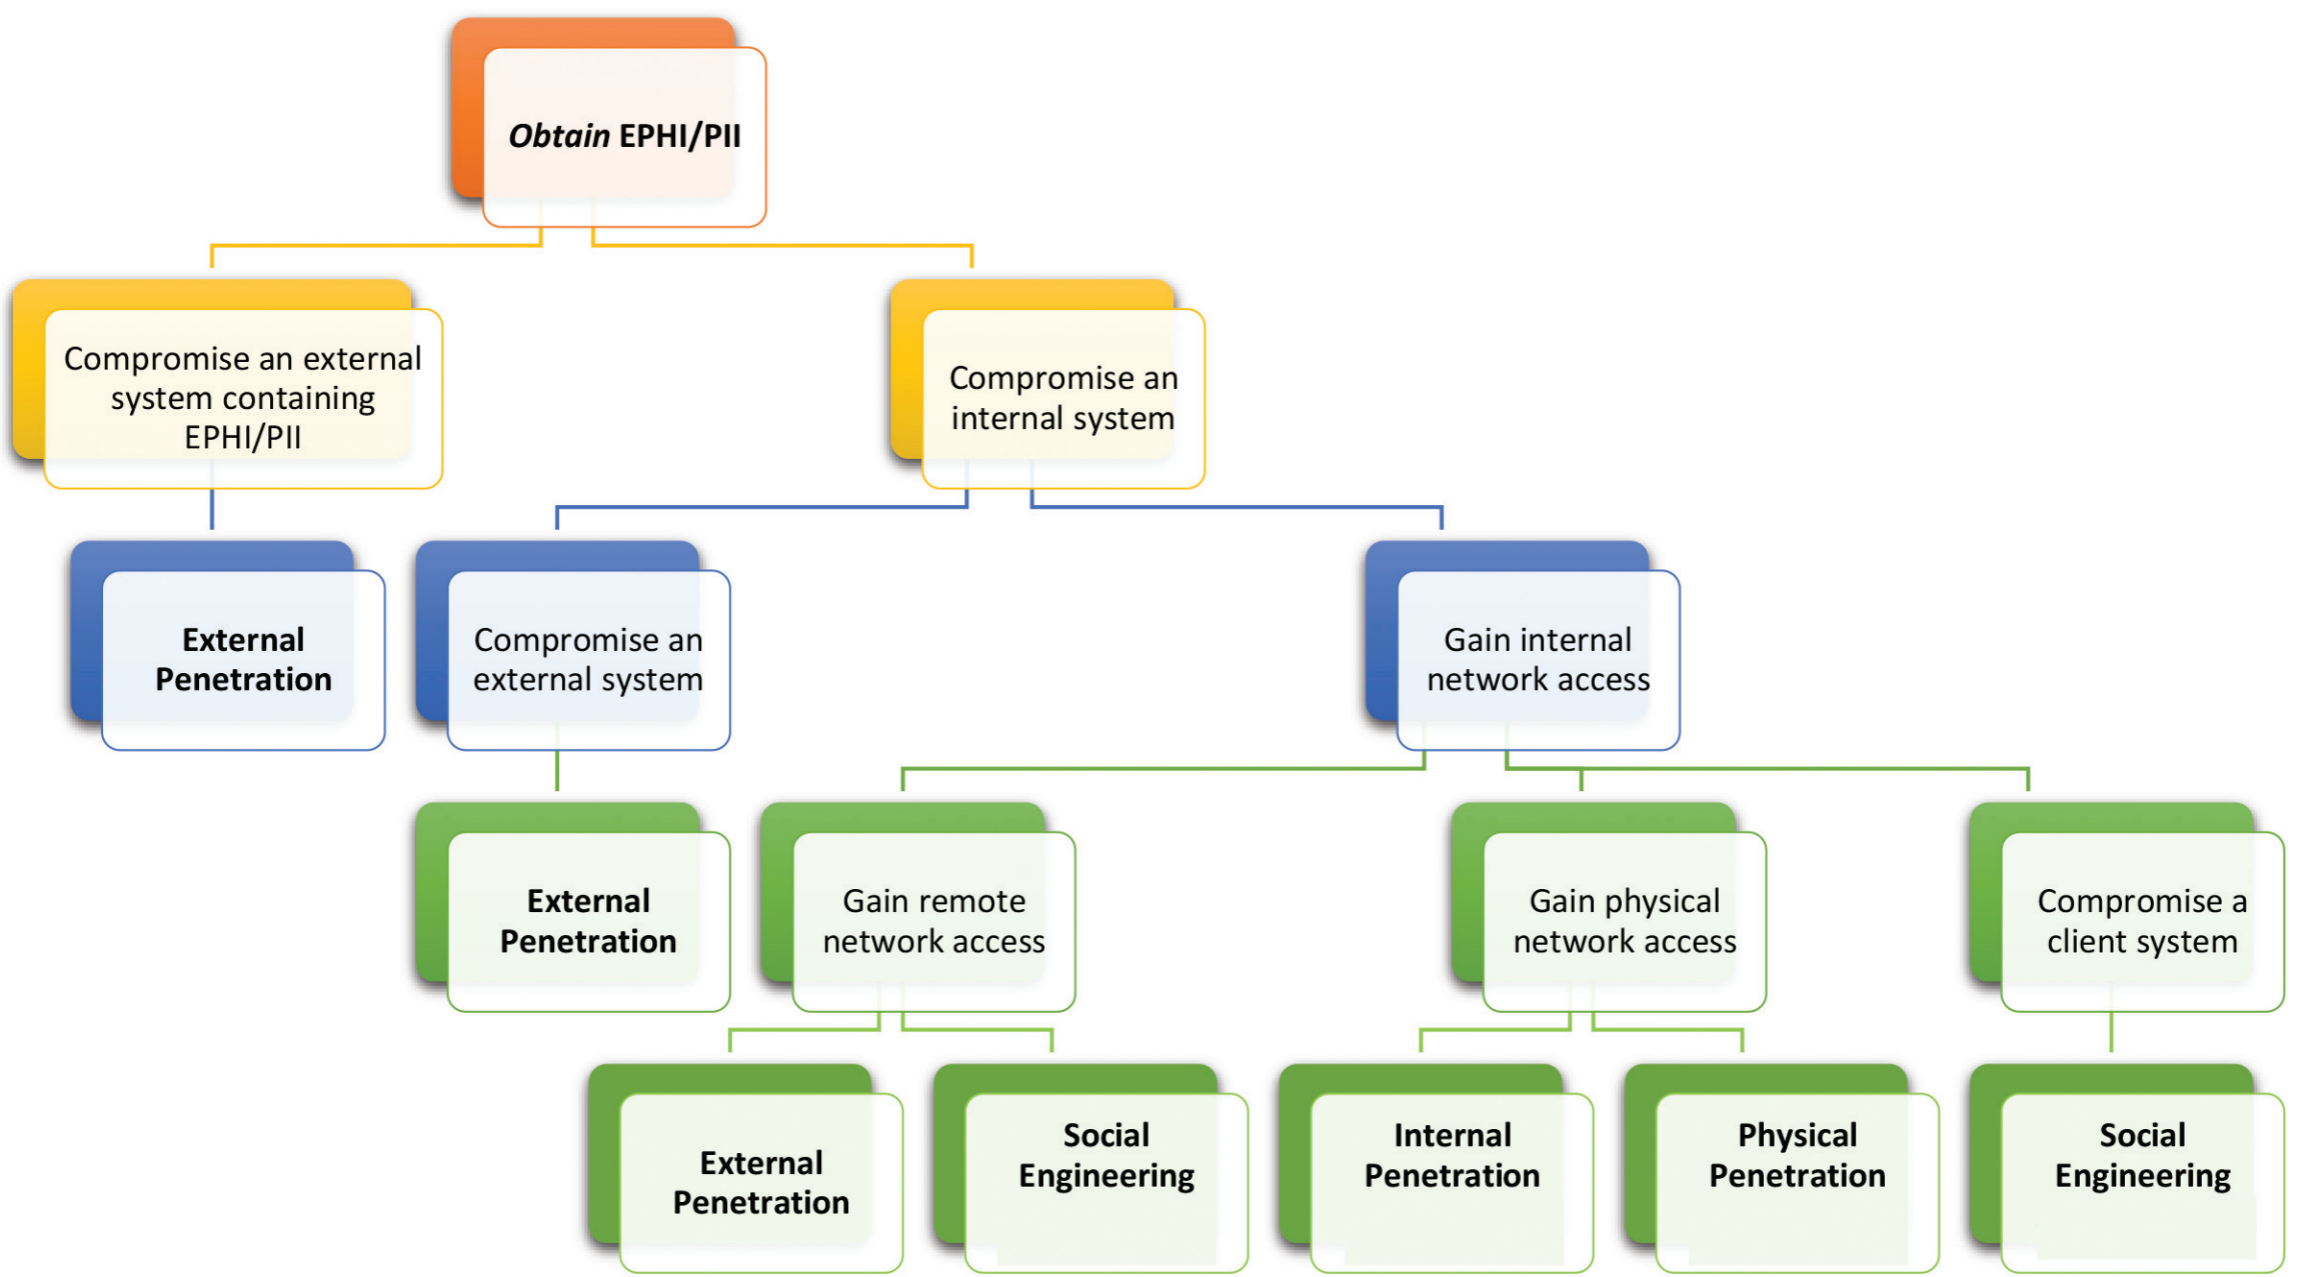 Obtain EPHI/PII
Compromise an external
system containing
EPHI/PII
Compromise an
internal system
External
Penetration
Compromise an
external system
Gain internal
network access
External
Penetration
Gain remote
network access
Gain physical
network access
Compromise a
client system
External
Penetration
Social
Engineering
Internal
Penetration
Physical
Penetration
Social
Engineering